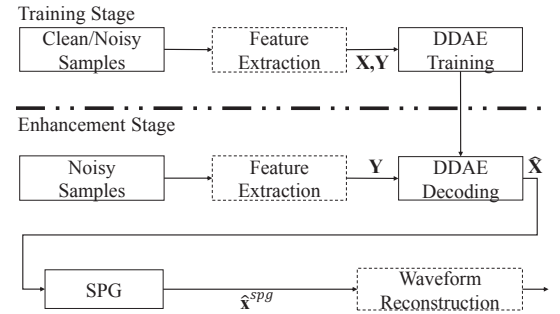 Training Stage
Clean/Noisy
Samples
Feature
Extraction
X,Y
DDAE
Training
Enhancement Stage
Noisy
Samples
Feature
Extraction
Y
DDAE
Decoding
X̂
SPG
x̂^spg
Waveform
Reconstruction